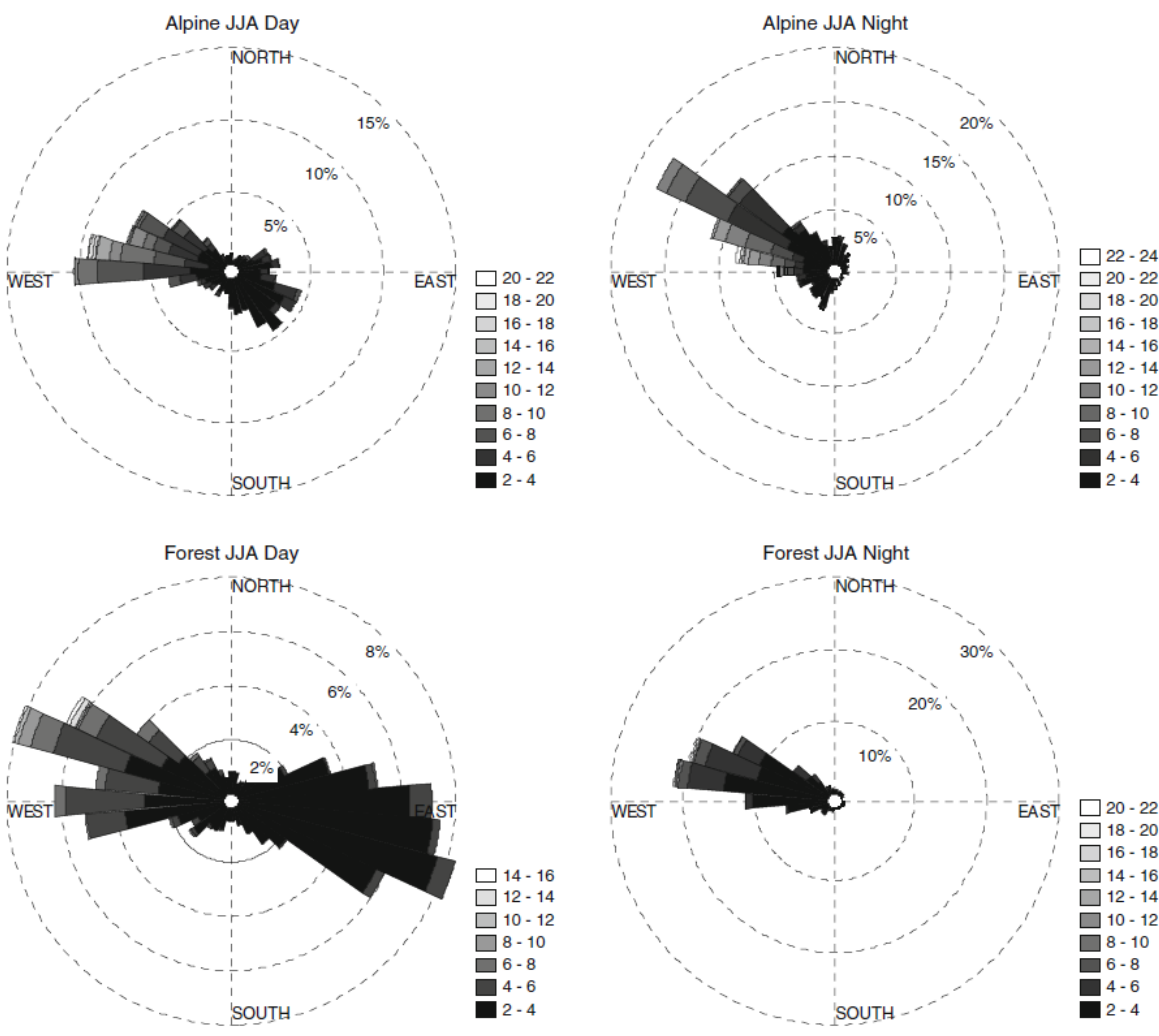 Alpine JJA Day
NORTH
15%
10%
5%
WEST
EAST
SOUTH
20 - 22
18 - 20
16 - 18
14 - 16
12 - 14
10 - 12
8 - 10
6 - 8
4 - 6
2 - 4
Alpine JJA Night
NORTH
20%
15%
10%
5%
WEST
EAST
SOUTH
22 - 24
20 - 22
18 - 20
16 - 18
14 - 16
12 - 14
10 - 12
8 - 10
6 - 8
4 - 6
2 - 4
Forest JJA Day
NORTH
8%
6%
4%
2%
WEST
EAST
SOUTH
14 - 16
12 - 14
10 - 12
8 - 10
6 - 8
4 - 6
2 - 4
Forest JJA Night
NORTH
30%
20%
10%
WEST
EAST
SOUTH
20 - 22
18 - 20
16 - 18
14 - 16
12 - 14
10 - 12
8 - 10
6 - 8
4 - 6
2 - 4